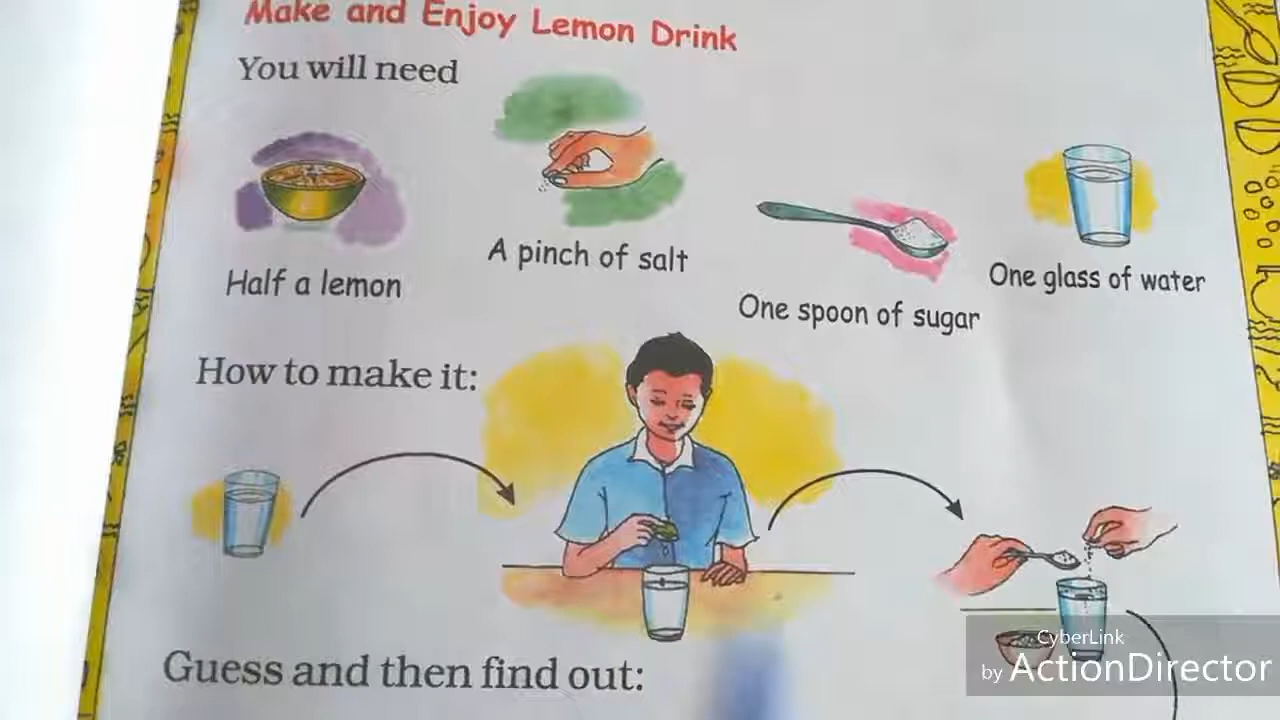 Make and Enjoy Lemon Drink
You will need
Half a lemon
A pinch of salt
One spoon of sugar
One glass of water
How to make it:
Guess and then find out:
CyberLink
by ActionDirector